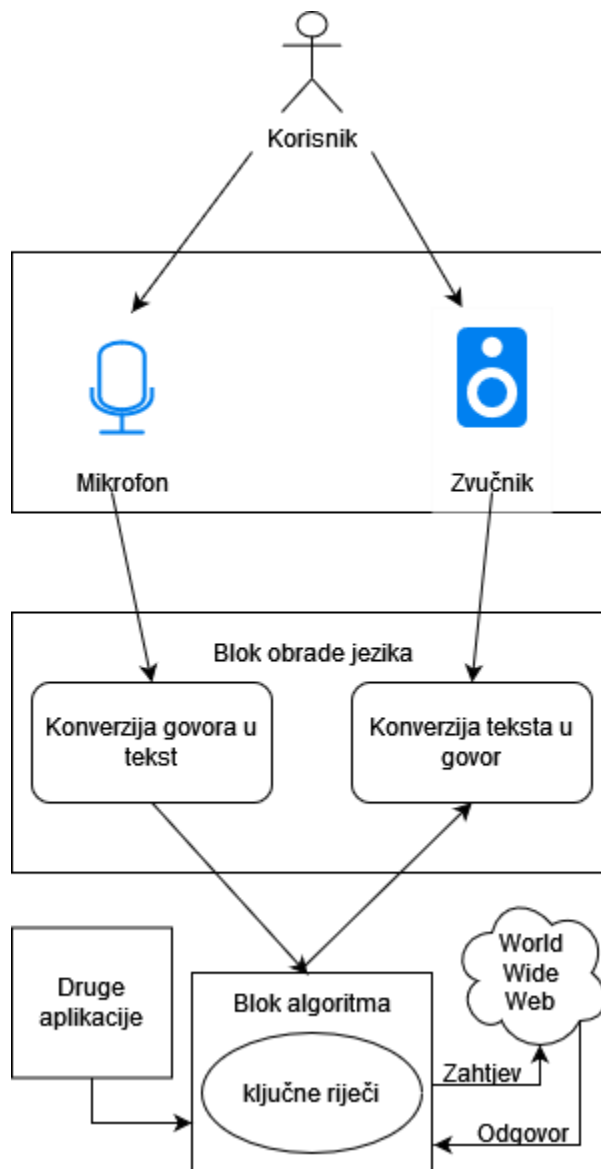 Korisnik
Mikrofon
Zvučnik
Blok obrade jezika
Konverzija govora u
tekst
Konverzija teksta u
govor
Druge
aplikacije
Blok algoritma
ključne riječi
World
Wide
Web
Zahtjev
Odgovor